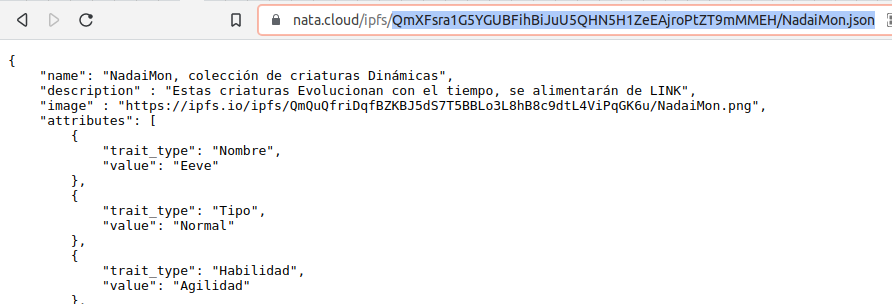 nata.cloud/ipfs/QmXFsra1G5YGUBFihBiJuU5QHN5H1ZeEAjroPtZT9mMMEH/NadaiMon.json
{
"name": "NadaiMon, colección de criaturas Dinámicas",
"description" : "Estas criaturas Evolucionan con el tiempo, se alimentarán de LINK",
"image" : "https://ipfs.io/ipfs/QmQuQfriDqfBZKBJ5dS7T5BBLo3L8hB8c9dtL4ViPqGK6u/NadaiMon.png",
"attributes": [
{
"trait_type": "Nombre",
"value": "Eeve"
},
{
"trait_type": "Tipo",
"value": "Normal"
},
{
"trait_type": "Habilidad",
"value": "Agilidad"
},